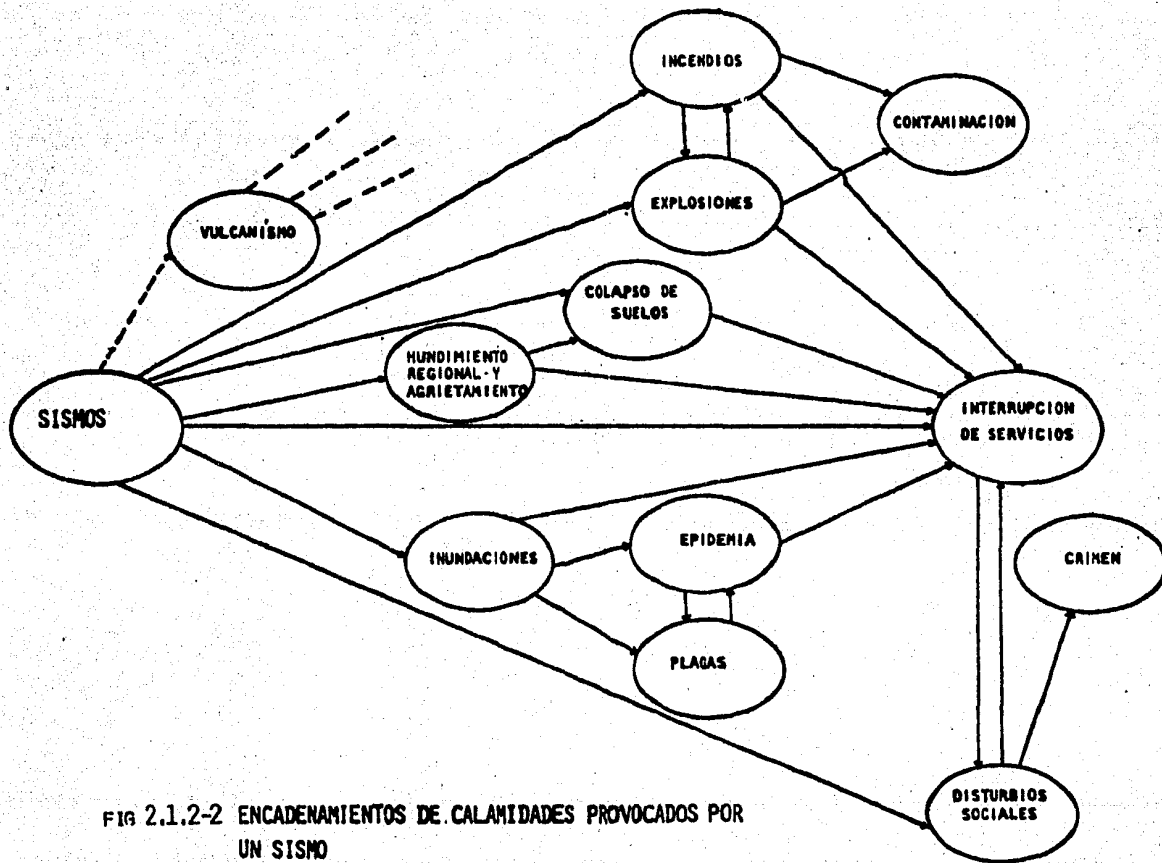 INCENDIOS
CONTAMINACION
EXPLOSIONES
VULCANÍSMO
COLAPSO DE
SUELOS
HUNDIMIENTO
REGIONAL-Y
AGRIETAMIENTO
SISMOS
INTERRUPCION
DE SERVICIOS
INUNDACIONES
EPIDEMIA
CRIMEN
PLAGAS
DISTURBIOS
SOCIALES
FIG 2.1.2-2 ENCADENAMIENTOS DE CALAMIDADES PROVOCADOS POR
UN SISMO